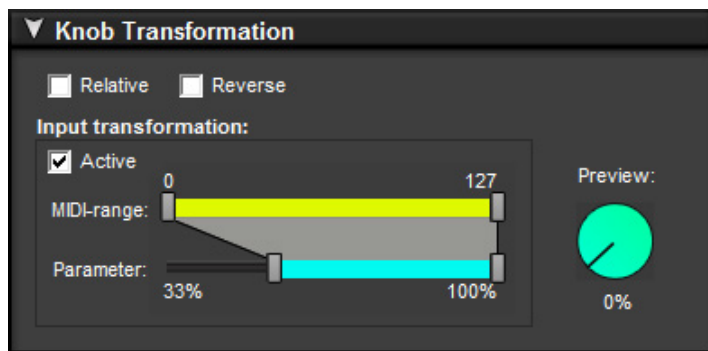 Knob Transformation
Relative Reverse
Input transformation:
Active
0 127
Preview:
MIDI-range:
Parameter:
33% 100%
0%